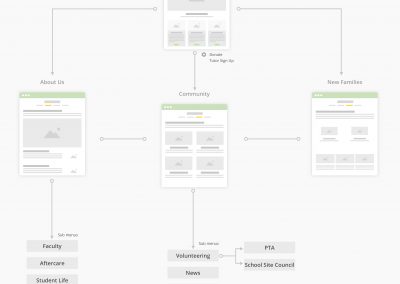 Donate
Tutor Sign Up
About Us
Community
New Families
Sub menus
Faculty
Aftercare
Student Life
Sub menus
Volunteering
News
PTA
School Site Council